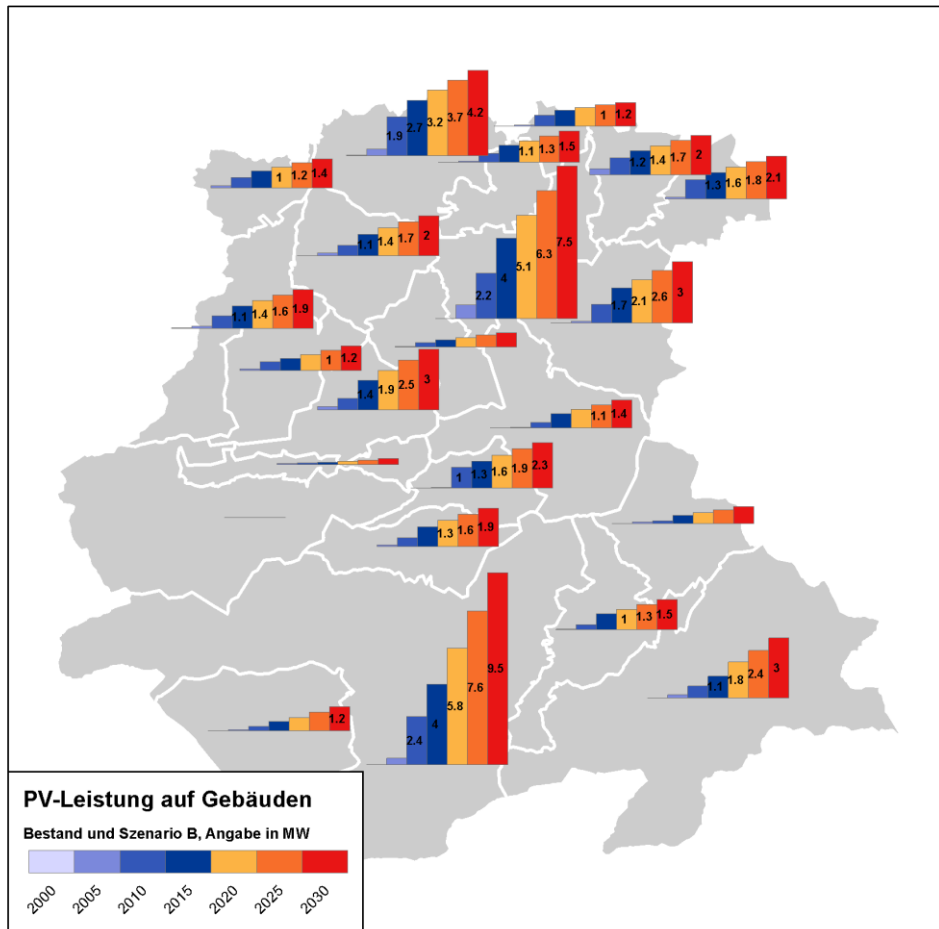 1.9 2.7 3.2 3.7 4.2
1 1.2
1.1 1.3 1.5
1.2 1.4 1.7 2
1 1.2 1.4
1.3 1.6 1.8 2.1
1.1 1.4 1.7 2
2.2 4 5.1 6.3 7.5
1.7 2.1 2.6 3
1.1 1.4 1.6 1.9
1 1.2
1.4 1.9 2.5 3
1.1 1.4
1 1.3 1.6 1.9 2.3
1.3 1.6 1.9
1 1.3 1.5
2.4 4 5.8 7.6 9.5
1.1 1.8 2.4 3
1.2
PV-Leistung auf Gebäuden
Bestand und Szenario B, Angabe in MW
2000 2005 2010 2015 2020 2025 2030